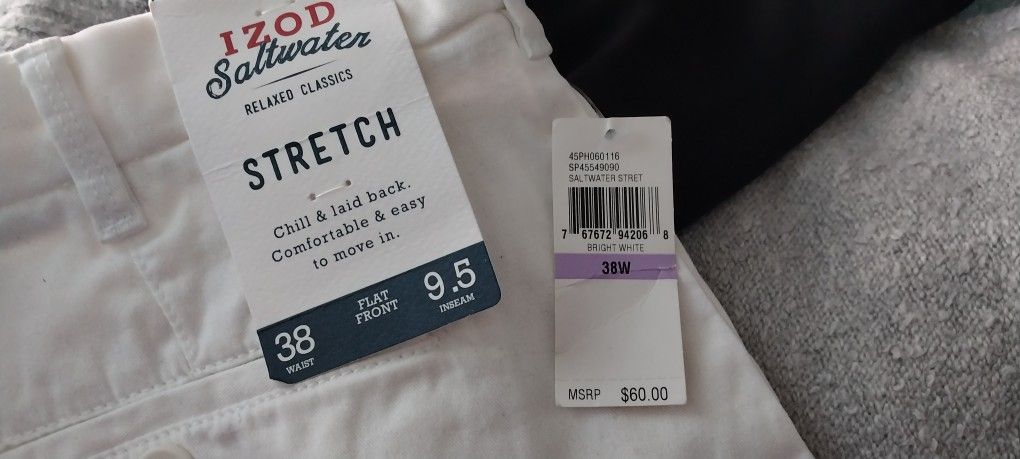 IZOD
Saltwater
RELAXED CLASSICS
STRETCH
Chill & laid back.
Comfortable & easy
to move in.
38
WAIST
FLAT
FRONT
9.5
INSEAM
45PH060116
SP45549090
SALTWATER STRET
7 67672 94206 8
BRIGHT WHITE
38W
MSRP $60.00